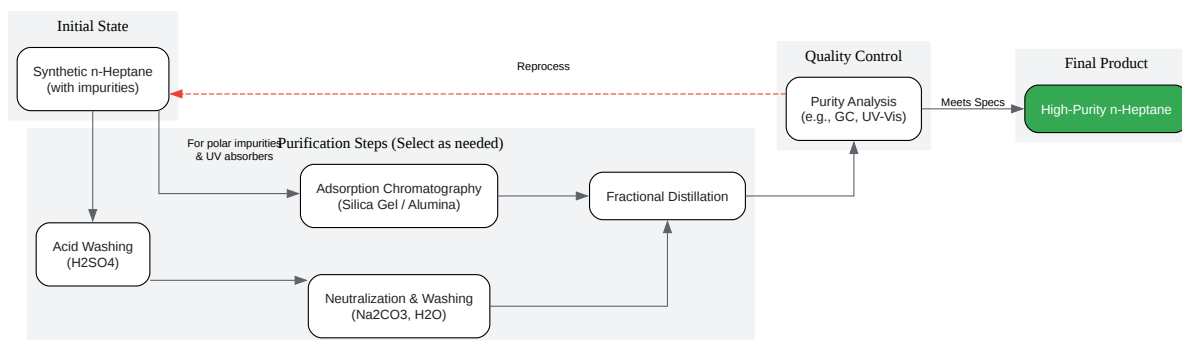 Initial State
Synthetic n-Heptane
(with impurities)
Reprocess
Quality Control
Purity Analysis
(e.g., GC, UV-Vis)
Meets Specs
Final Product
High-Purity n-Heptane
For polar impurities
& UV absorbers
Purification Steps (Select as needed)
Adsorption Chromatography
(Silica Gel / Alumina)
Fractional Distillation
Acid Washing
(H2SO4)
Neutralization & Washing
(Na2CO3, H2O)